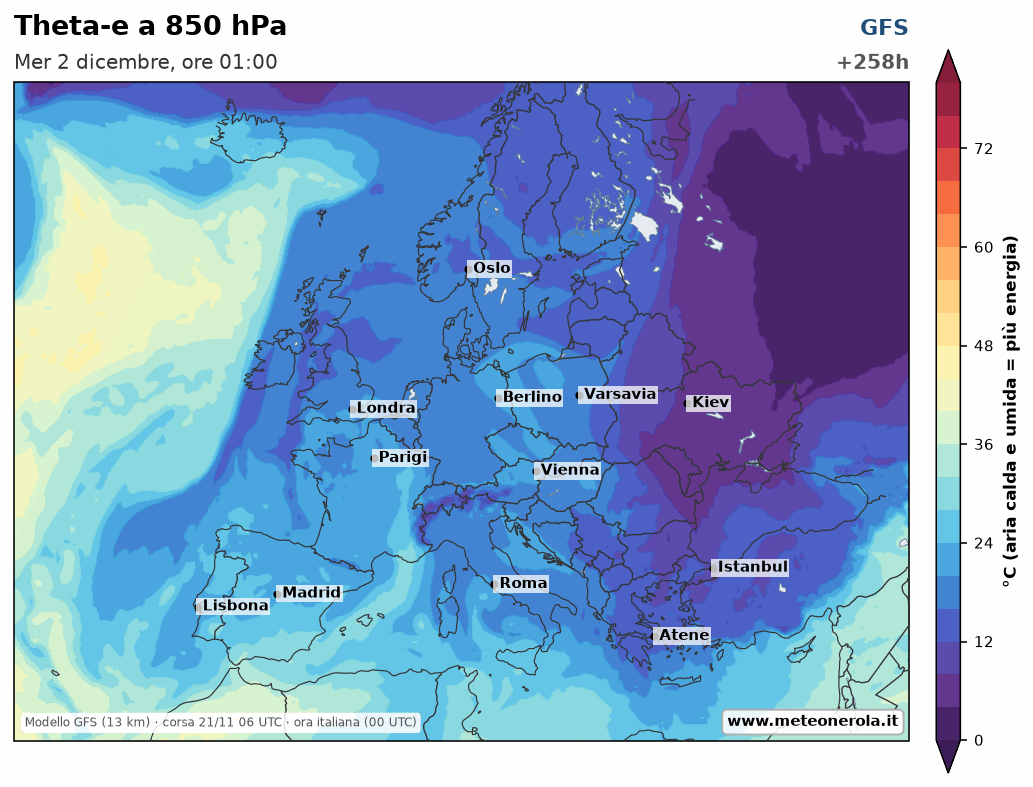 Theta-e a 850 hPa
GFS
Mer 2 dicembre, ore 01:00
+258h
72
60
48
36
24
12
0
°C (aria calda e umida = più energia)
Oslo
Berlino
Varsavia
Kiev
Londra
Parigi
Vienna
Istanbul
Roma
Madrid
Lisbona
Atene
Modello GFS (13 km) · corsa 21/11 06 UTC · ora italiana (00 UTC)
www.meteonerola.it